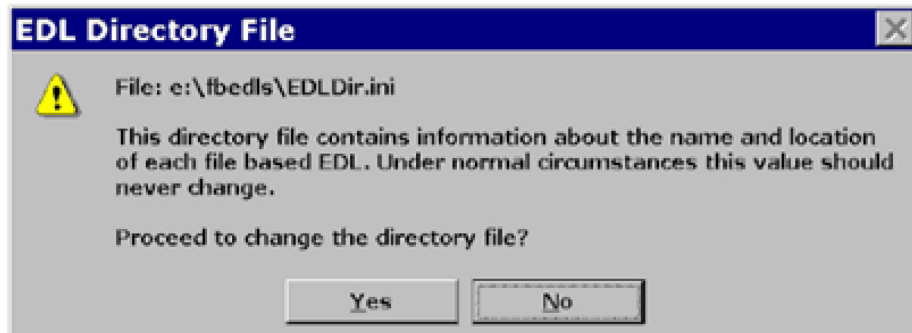 EDL Directory File
File: e:\fbedls\EDLDir.ini
This directory file contains information about the name and location
of each file based EDL. Under normal circumstances this value should
never change.
Proceed to change the directory file?
Yes
No